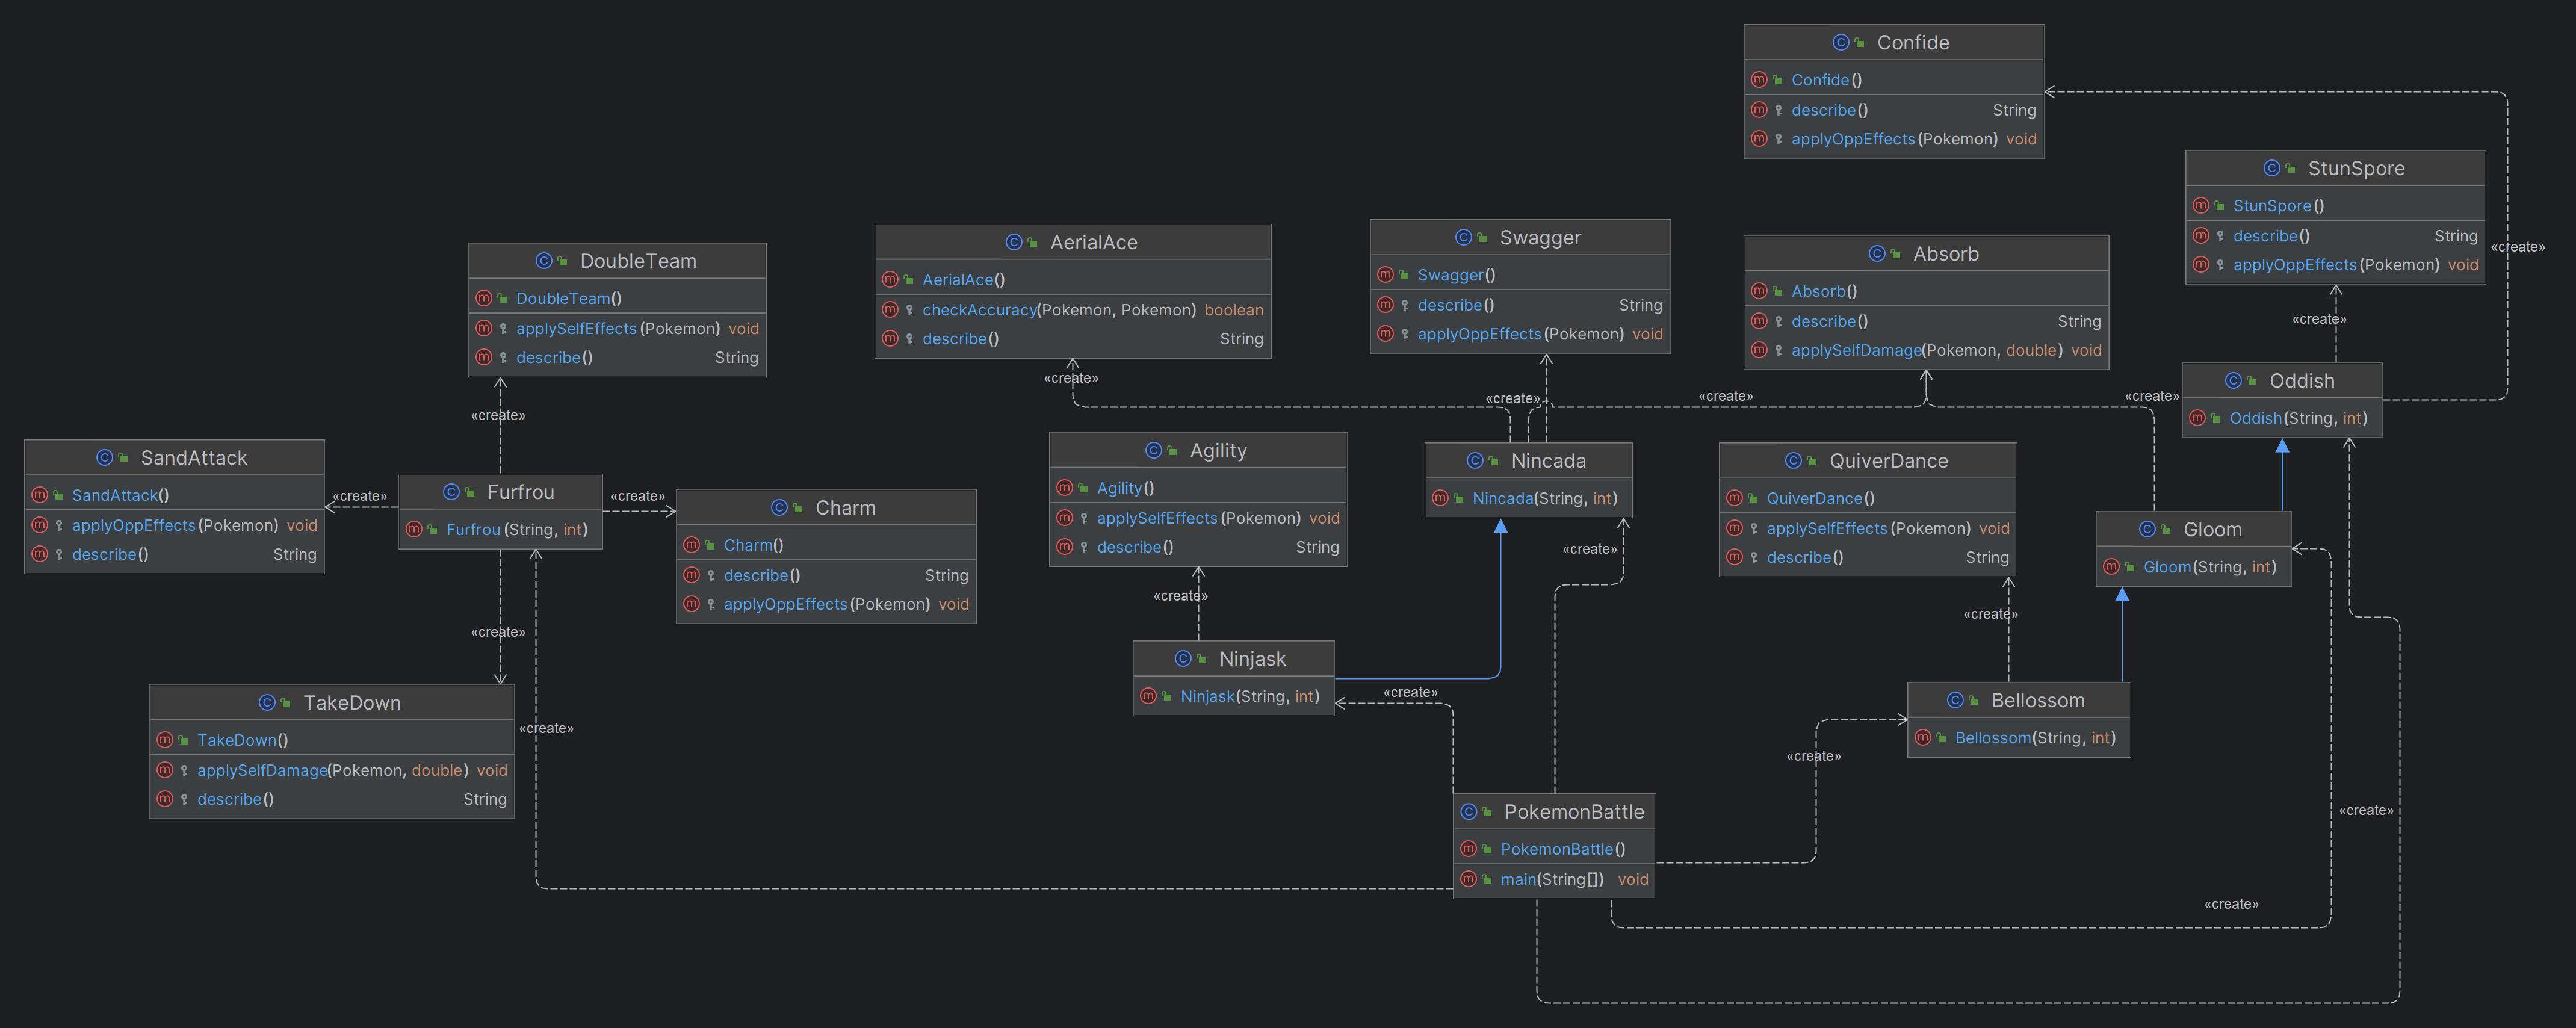 Confide
Confide()
describe() String
applyOppEffects(Pokemon) void
StunSpore
StunSpore()
describe() String
applyOppEffects(Pokemon) void
«create»
DoubleTeam
DoubleTeam()
applySelfEffects(Pokemon) void
describe() String
AerialAce
AerialAce()
checkAccuracy(Pokemon, Pokemon) boolean
describe() String
Swagger
Swagger()
describe() String
applyOppEffects(Pokemon) void
Absorb
Absorb()
describe() String
applySelfDamage(Pokemon, double) void
«create»
Oddish
Oddish(String, int)
«create»
«create»
«create»
«create»
«create»
SandAttack
SandAttack()
applyOppEffects(Pokemon) void
describe() String
«create»
Furfrou
Furfrou(String, int)
«create»
Charm
Charm()
describe() String
applyOppEffects(Pokemon) void
Agility
Agility()
applySelfEffects(Pokemon) void
describe() String
Nincada
Nincada(String, int)
QuiverDance
QuiverDance()
applySelfEffects(Pokemon) void
describe() String
Gloom
Gloom(String, int)
«create»
«create»
«create»
«create»
TakeDown
TakeDown()
applySelfDamage(Pokemon, double) void
describe() String
«create»
Ninjask
Ninjask(String, int)
«create»
Bellossom
Bellossom(String, int)
«create»
PokemonBattle
PokemonBattle()
main(String[]) void
«create»
«create»